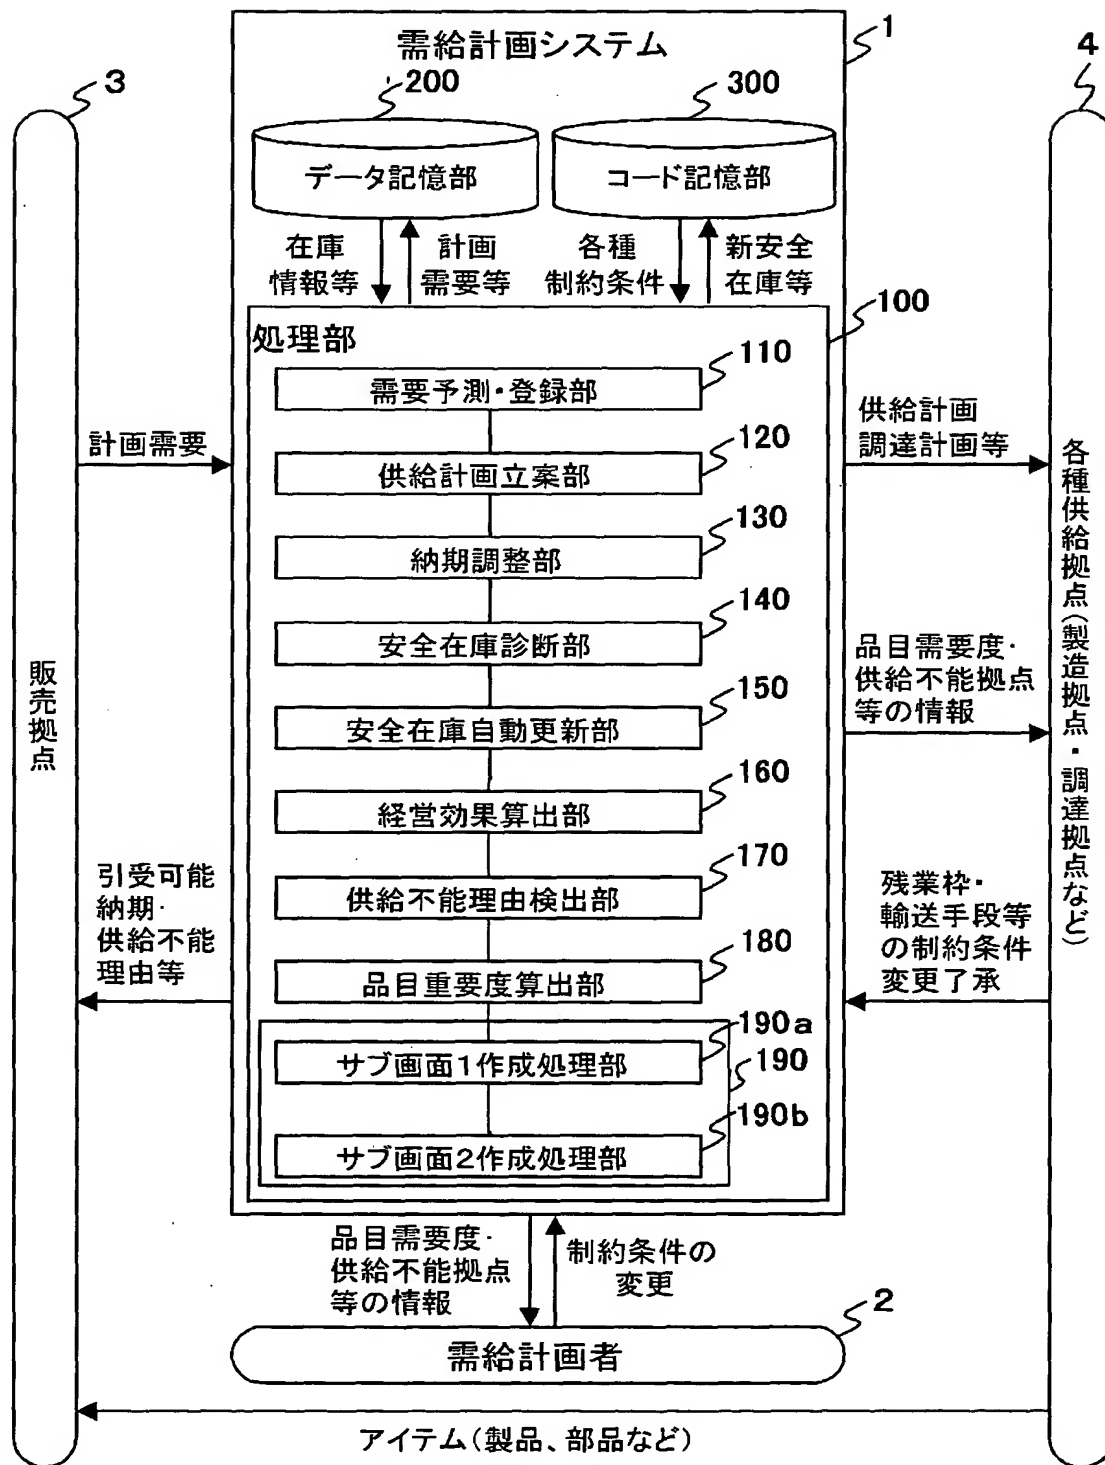 需給計画システム
1
4
3
200
300
データ記憶部
コード記憶部
在庫
情報等
計画
需要等
各種
制約条件
新安全
在庫等
100
処理部
110
需要予測・登録部
120
供給計画立案部
130
納期調整部
140
安全在庫診断部
150
安全在庫自動更新部
160
経営効果算出部
170
供給不能理由検出部
180
品目重要度算出部
190a
サブ画面1作成処理部
190
190b
サブ画面2作成処理部
計画需要
販売拠点
引受可能
納期・
供給不能
理由等
供給計画
調達計画等
品目需要度・
供給不能拠点
等の情報
残業枠・
輸送手段等
の制約条件
変更了承
各種供給拠点(製造拠点・調達拠点など)
品目需要度・
供給不能拠点
等の情報
制約条件の
変更
2
需給計画者
アイテム(製品、部品など)